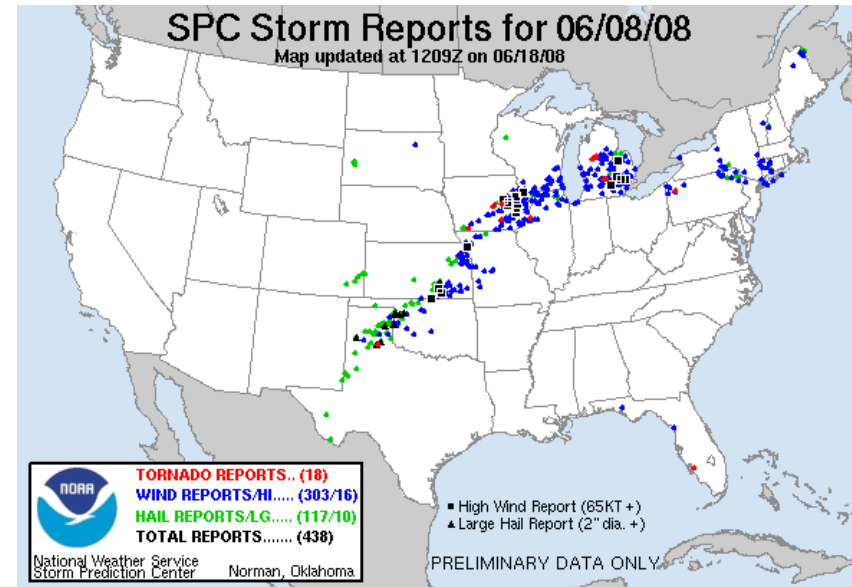 SPC Storm Reports for 06/08/08
Map updated at 1209Z on 06/18/08
TORNADO REPORTS.. (18)
WIND REPORTS/HI..... (303/16)
HAIL REPORTS/LG..... (117/10)
TOTAL REPORTS....... (438)
NOAA
National Weather Service
Storm Prediction Center Norman, Oklahoma
High Wind Report (65KT +)
Large Hail Report (2" dia. +)
PRELIMINARY DATA ONLY